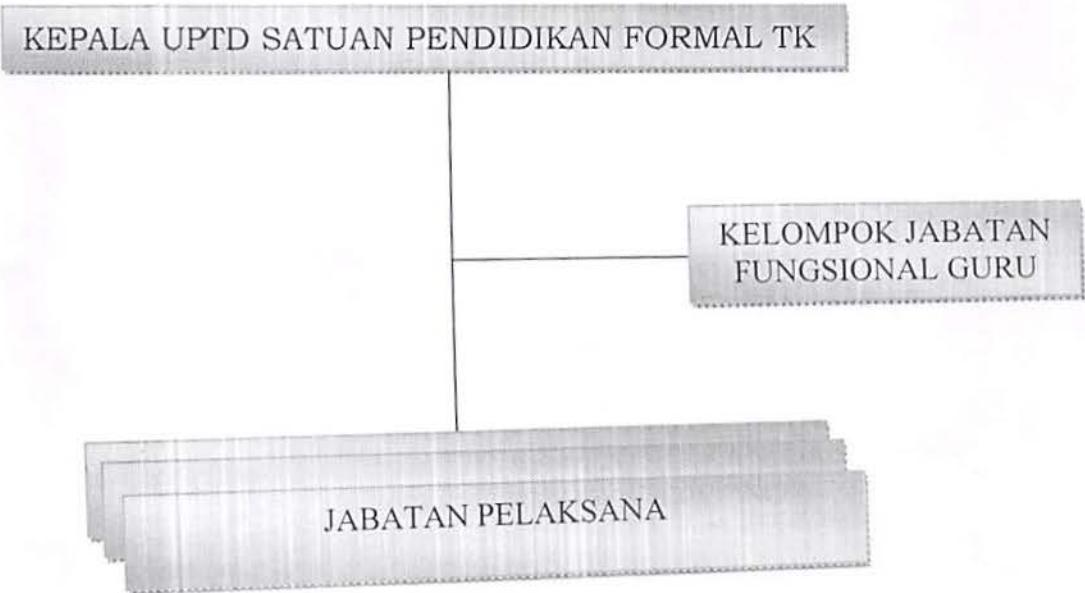 KEPALA UPTD SATUAN PENDIDIKAN FORMAL TK
KELOMPOK JABATAN
FUNGSIONAL GURU
JABATAN PELAKSANA